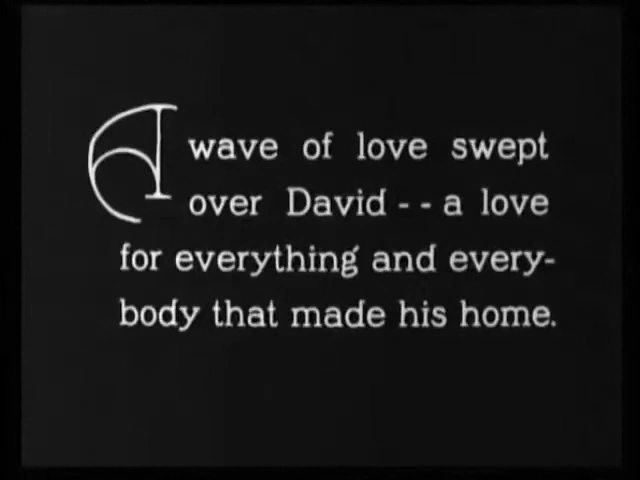 A wave of love swept
over David -- a love
for everything and every-
body that made his home.